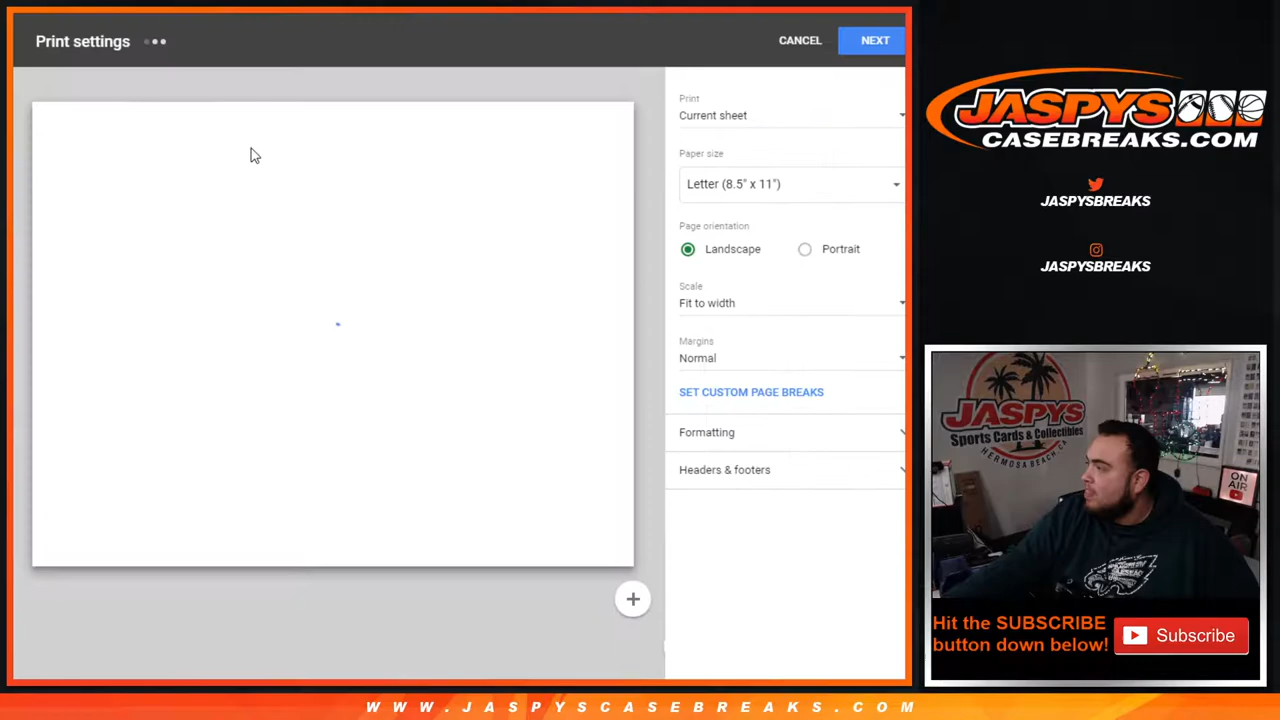 Print settings
CANCEL
NEXT
Print
Current sheet
Paper size
Letter (8.5" x 11")
Page orientation
Landscape
Portrait
Scale
Fit to width
Margins
Normal
SET CUSTOM PAGE BREAKS
Formatting
Headers & footers
JASPYS
CASEBREAKS.COM
JASPYSBREAKS
JASPYSBREAKS
JASPYS
Sports Cards & Collectibles
HERMOSA BEACH, CA
ON
AIR
Hit the SUBSCRIBE
button down below!
Subscribe
WWW.JASPYSCASEBREAKS.COM